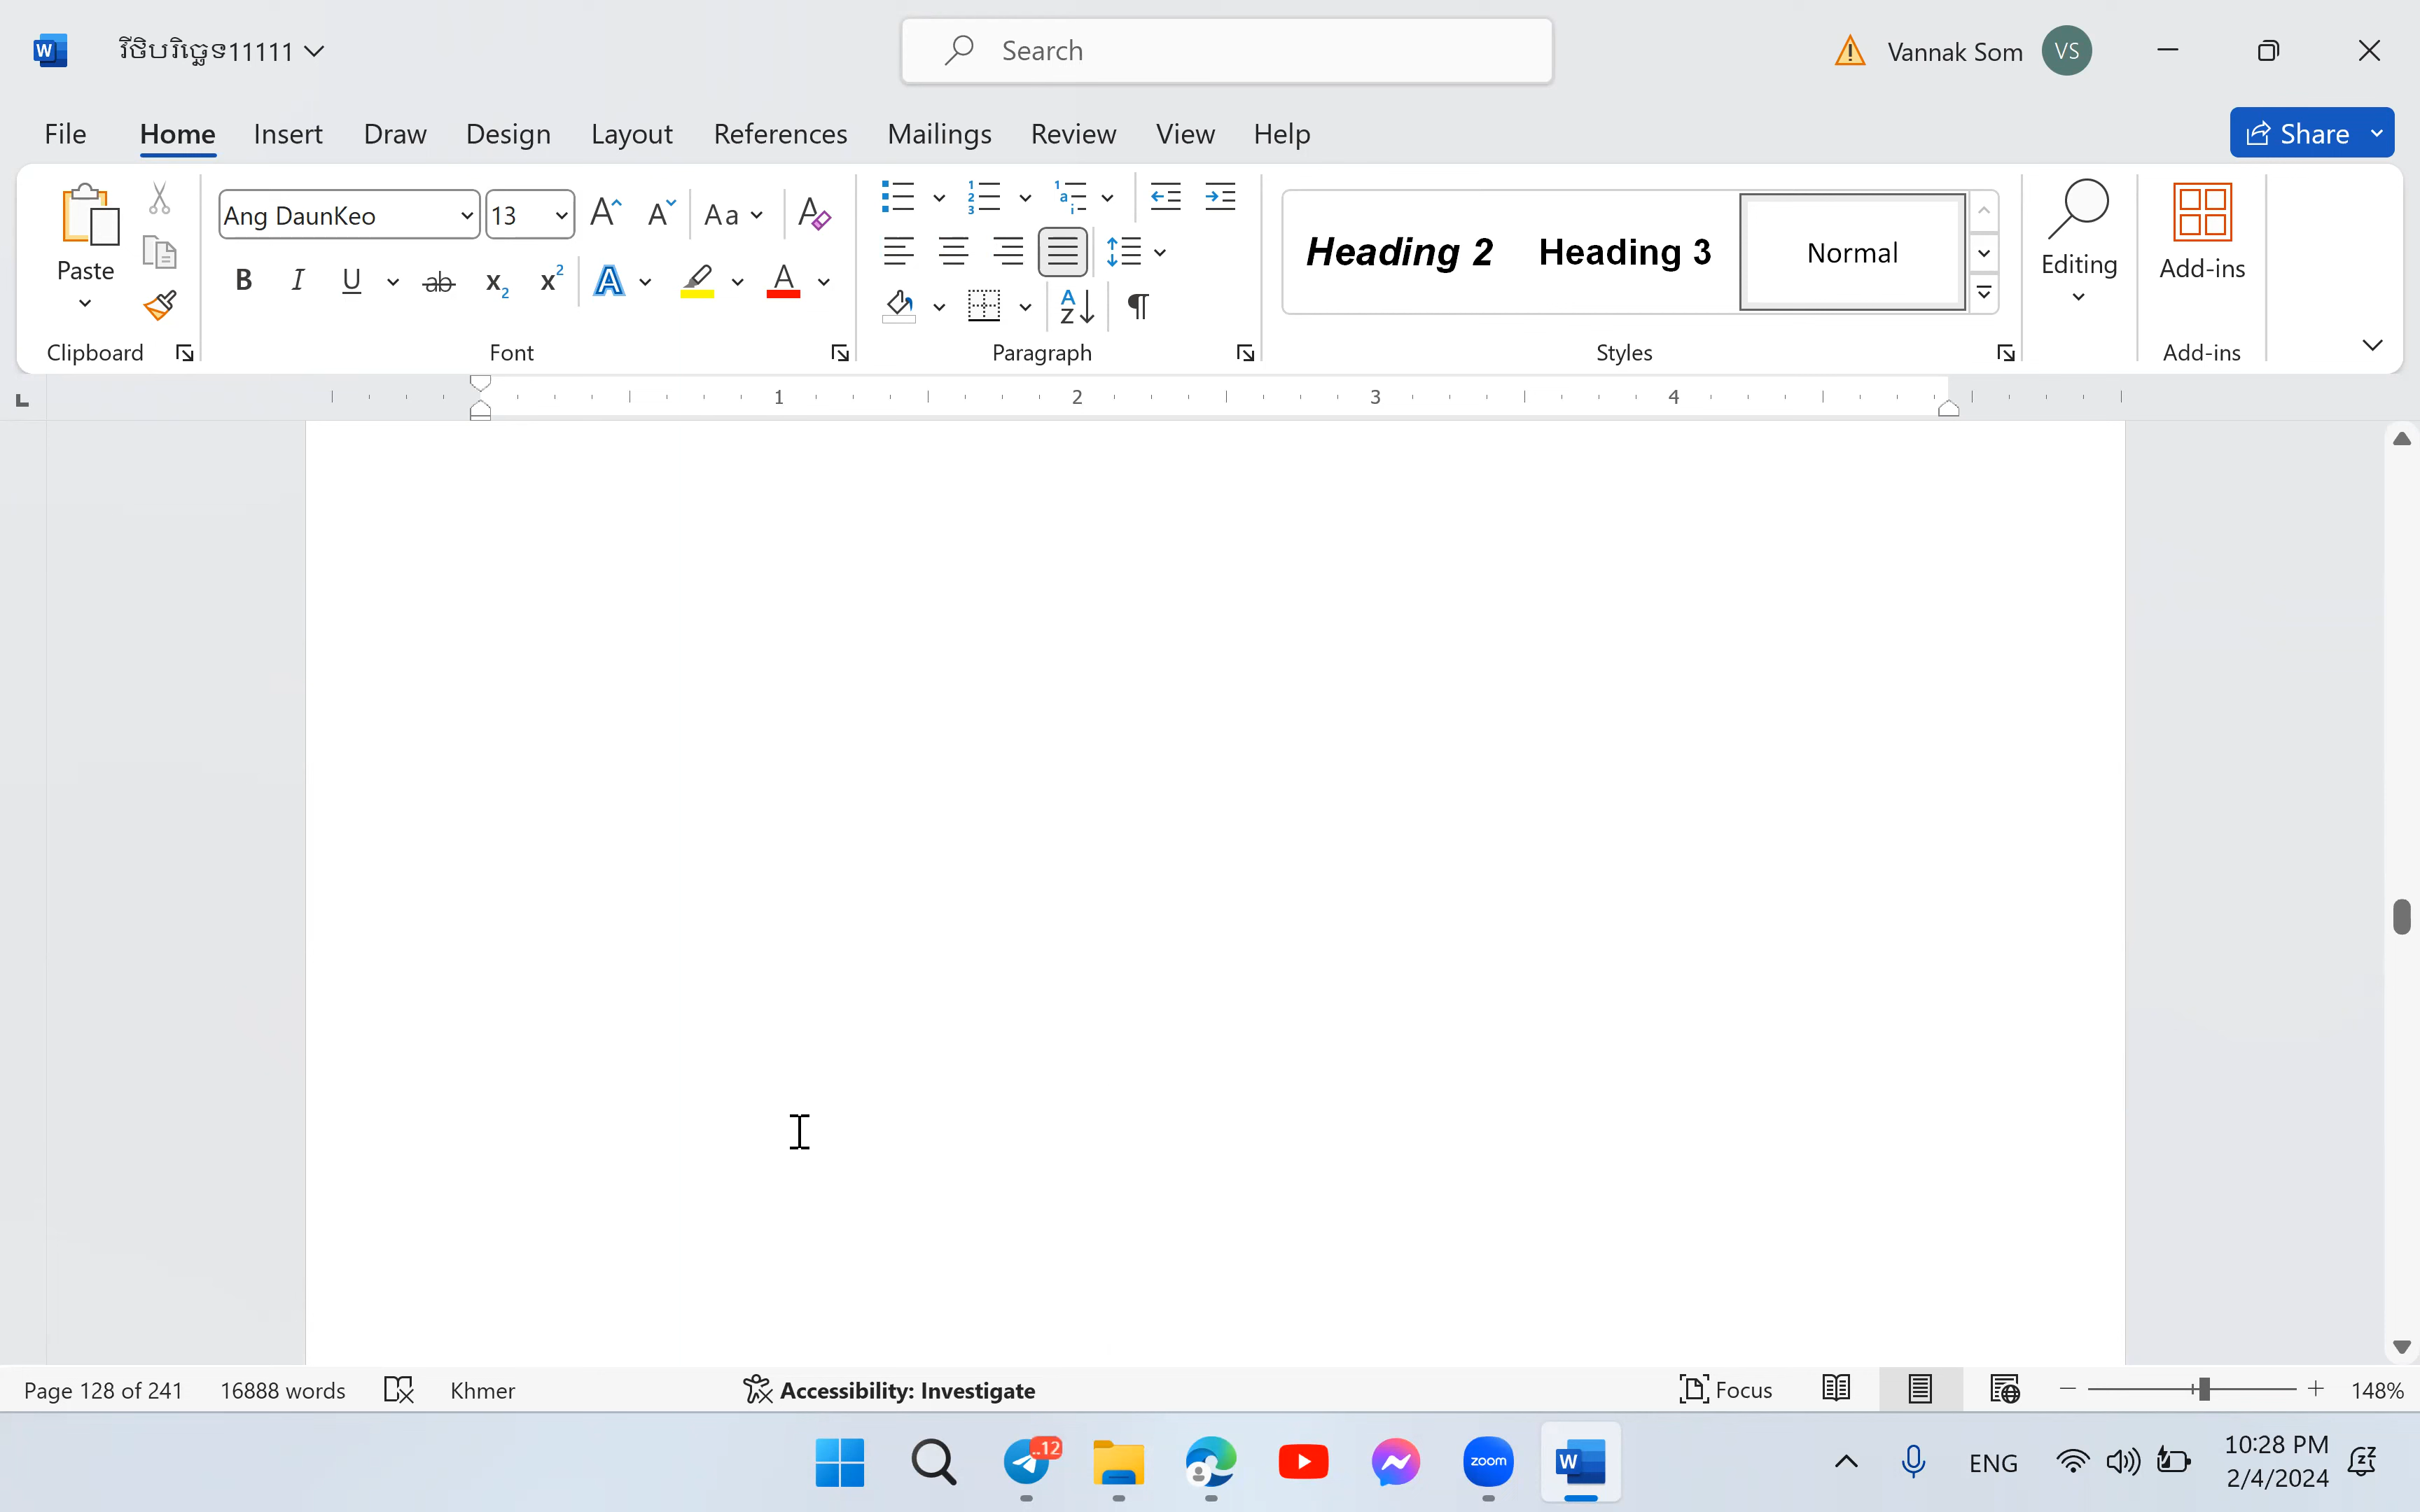 វីថិបរិច្ឆេទ11111
Search
Vannak Som
VS
File Home Insert Draw Design Layout References Mailings Review View Help
Share
Paste
Clipboard
Ang DaunKeo 13
Font
Paragraph
Heading 2 Heading 3 Normal
Styles
Editing
Add-ins
Add-ins
1 2 3 4
Page 128 of 241 16888 words Khmer Accessibility: Investigate Focus 148%
..12
zoom
ENG
10:28 PM
2/4/2024